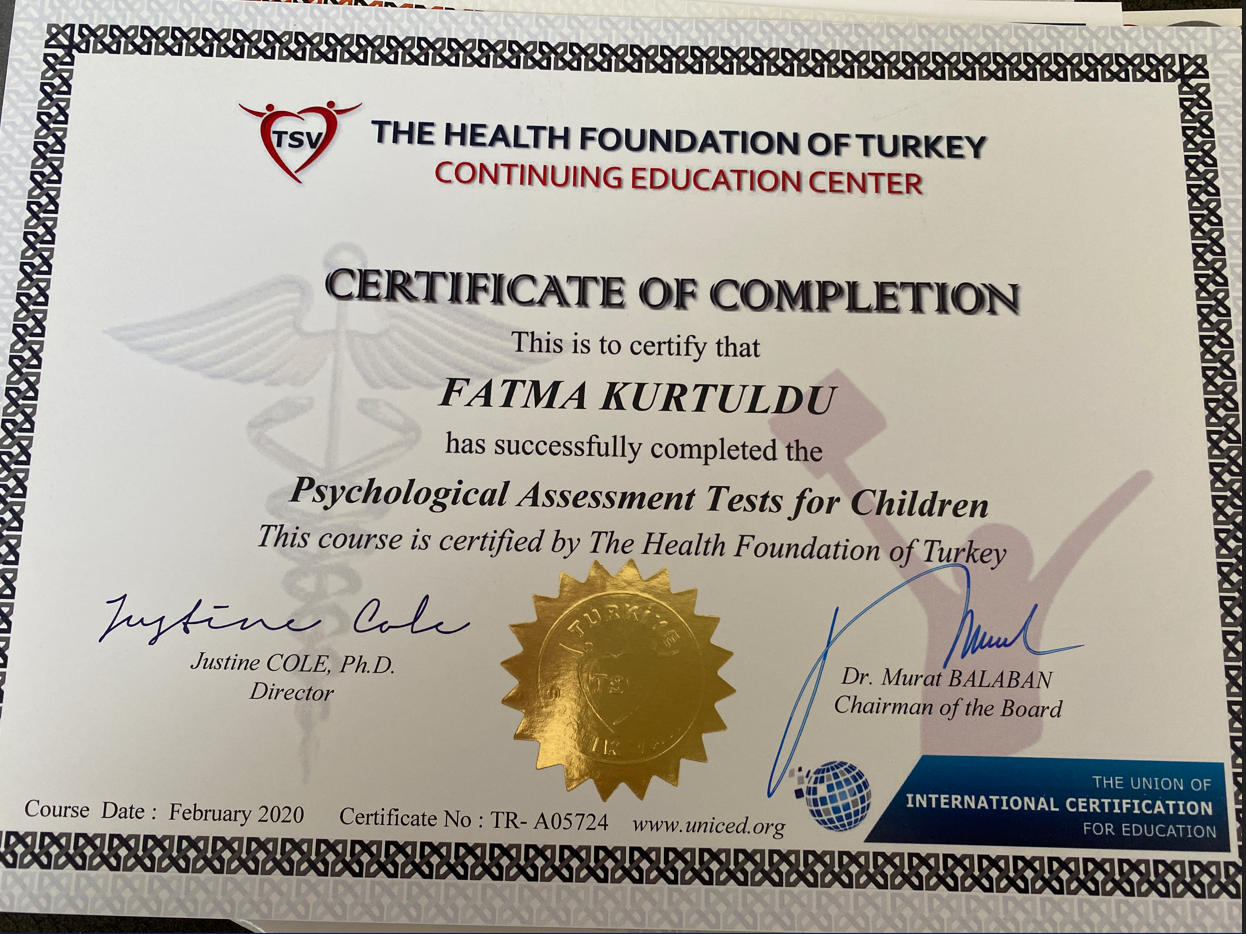 TSV
THE HEALTH FOUNDATION OF TURKEY
CONTINUING EDUCATION CENTER
CERTIFICATE OF COMPLETION
This is to certify that
FATMA KURTULDU
has successfully completed the
Psychological Assessment Tests for Children
This course is certified by The Health Foundation of Turkey
Justine Cole
Justine COLE, Ph.D.
Director
TÜRKİYE
TSV
Dr. Murat BALABAN
Chairman of the Board
Course Date : February 2020
Certificate No : TR- A05724
www.uniced.org
THE UNION OF
INTERNATIONAL CERTIFICATION
FOR EDUCATION